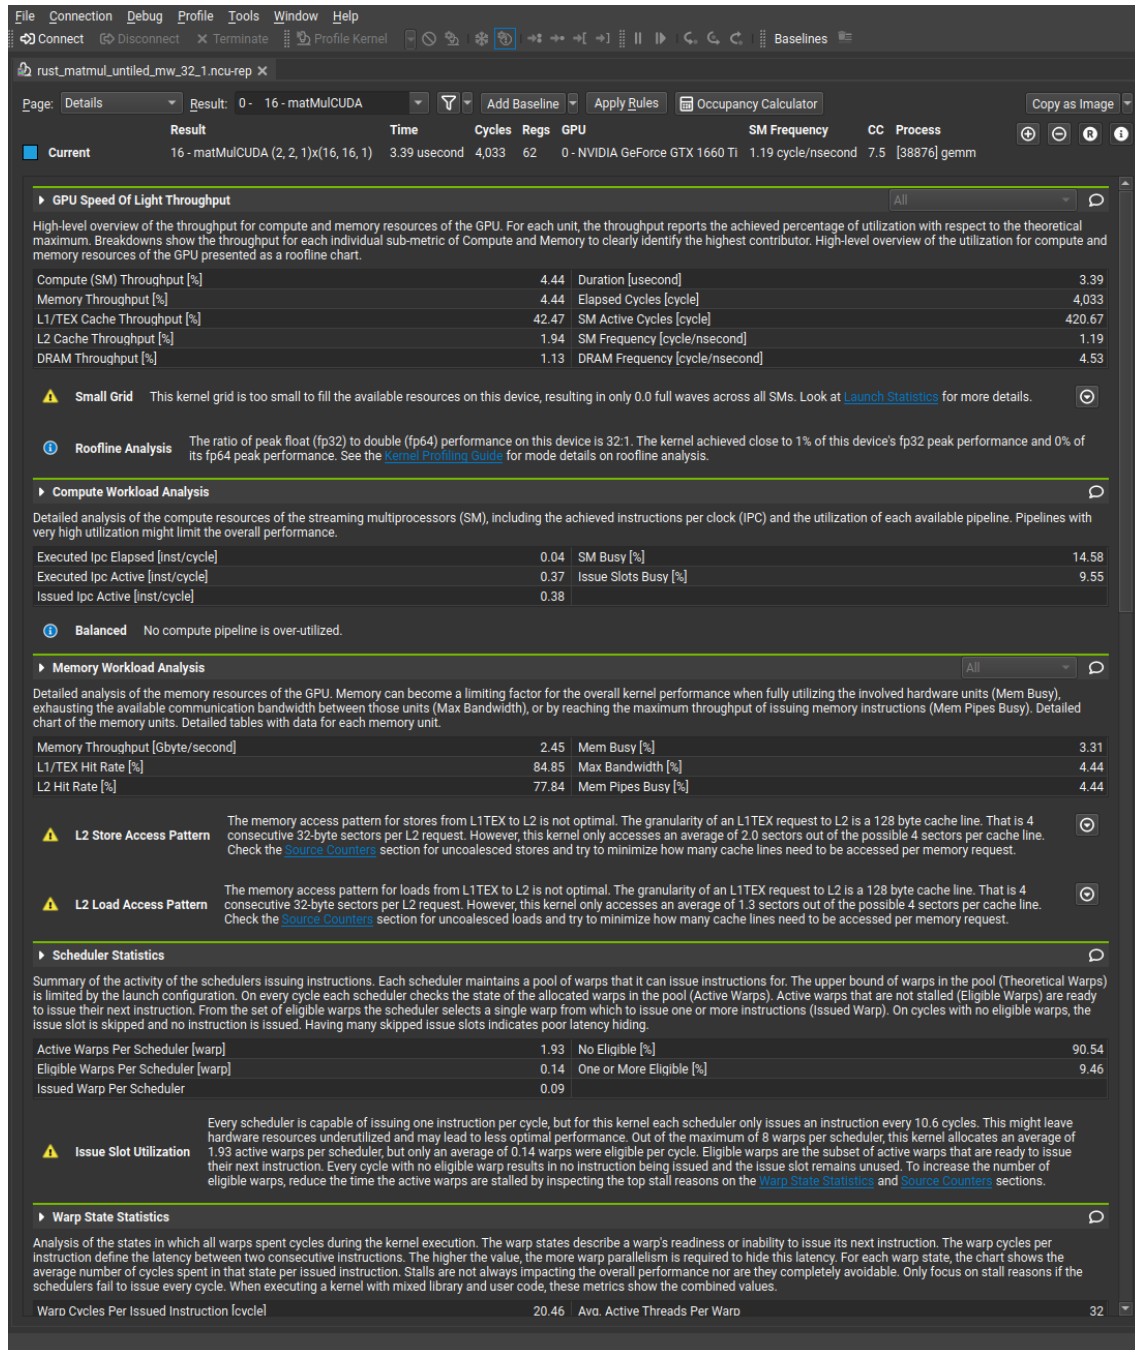 File Connection Debug Profile Tools Window Help
Connect Disconnect Terminate Profile Kernel Baselines
rust_matmul_untiled_mw_32_1.ncu-rep
Page: Details Result: 0 - 16 - matMulCUDA Add Baseline Apply Rules Occupancy Calculator Copy as Image
Result Time Cycles Regs GPU SM Frequency CC Process
Current 16 - matMulCUDA (2, 2, 1)x(16, 16, 1) 3.39 usecond 4,033 62 0 - NVIDIA GeForce GTX 1660 Ti 1.19 cycle/nsecond 7.5 [38876] gemm
GPU Speed Of Light Throughput All
High-level overview of the throughput for compute and memory resources of the GPU. For each unit, the throughput reports the achieved percentage of utilization with respect to the theoretical
maximum. Breakdowns show the throughput for each individual sub-metric of Compute and Memory to clearly identify the highest contributor. High-level overview of the utilization for compute and
memory resources of the GPU presented as a roofline chart.
Compute (SM) Throughput [%] 4.44 Duration [usecond] 3.39
Memory Throughput [%] 4.44 Elapsed Cycles [cycle] 4,033
L1/TEX Cache Throughput [%] 42.47 SM Active Cycles [cycle] 420.67
L2 Cache Throughput [%] 1.94 SM Frequency [cycle/nsecond] 1.19
DRAM Throughput [%] 1.13 DRAM Frequency [cycle/nsecond] 4.53
Small Grid This kernel grid is too small to fill the available resources on this device, resulting in only 0.0 full waves across all SMs. Look at Launch Statistics for more details.
Roofline Analysis The ratio of peak float (fp32) to double (fp64) performance on this device is 32:1. The kernel achieved close to 1% of this device's fp32 peak performance and 0% of
its fp64 peak performance. See the Kernel Profiling Guide for mode details on roofline analysis.
Compute Workload Analysis
Detailed analysis of the compute resources of the streaming multiprocessors (SM), including the achieved instructions per clock (IPC) and the utilization of each available pipeline. Pipelines with
very high utilization might limit the overall performance.
Executed Ipc Elapsed [inst/cycle] 0.04 SM Busy [%] 14.58
Executed Ipc Active [inst/cycle] 0.37 Issue Slots Busy [%] 9.55
Issued Ipc Active [inst/cycle] 0.38
Balanced No compute pipeline is over-utilized.
Memory Workload Analysis All
Detailed analysis of the memory resources of the GPU. Memory can become a limiting factor for the overall kernel performance when fully utilizing the involved hardware units (Mem Busy),
exhausting the available communication bandwidth between those units (Max Bandwidth), or by reaching the maximum throughput of issuing memory instructions (Mem Pipes Busy). Detailed
chart of the memory units. Detailed tables with data for each memory unit.
Memory Throughput [Gbyte/second] 2.45 Mem Busy [%] 3.31
L1/TEX Hit Rate [%] 84.85 Max Bandwidth [%] 4.44
L2 Hit Rate [%] 77.84 Mem Pipes Busy [%] 4.44
The memory access pattern for stores from L1TEX to L2 is not optimal. The granularity of an L1TEX request to L2 is a 128 byte cache line. That is 4
L2 Store Access Pattern consecutive 32-byte sectors per L2 request. However, this kernel only accesses an average of 2.0 sectors out of the possible 4 sectors per cache line.
Check the Source Counters section for uncoalesced stores and try to minimize how many cache lines need to be accessed per memory request.
The memory access pattern for loads from L1TEX to L2 is not optimal. The granularity of an L1TEX request to L2 is a 128 byte cache line. That is 4
L2 Load Access Pattern consecutive 32-byte sectors per L2 request. However, this kernel only accesses an average of 1.3 sectors out of the possible 4 sectors per cache line.
Check the Source Counters section for uncoalesced loads and try to minimize how many cache lines need to be accessed per memory request.
Scheduler Statistics
Summary of the activity of the schedulers issuing instructions. Each scheduler maintains a pool of warps that it can issue instructions for. The upper bound of warps in the pool (Theoretical Warps)
is limited by the launch configuration. On every cycle each scheduler checks the state of the allocated warps in the pool (Active Warps). Active warps that are not stalled (Eligible Warps) are ready
to issue their next instruction. From the set of eligible warps the scheduler selects a single warp from which to issue one or more instructions (Issued Warp). On cycles with no eligible warps, the
issue slot is skipped and no instruction is issued. Having many skipped issue slots indicates poor latency hiding.
Active Warps Per Scheduler [warp] 1.93 No Eligible [%] 90.54
Eligible Warps Per Scheduler [warp] 0.14 One or More Eligible [%] 9.46
Issued Warp Per Scheduler 0.09
Every scheduler is capable of issuing one instruction per cycle, but for this kernel each scheduler only issues an instruction every 10.6 cycles. This might leave
hardware resources underutilized and may lead to less optimal performance. Out of the maximum of 8 warps per scheduler, this kernel allocates an average of
Issue Slot Utilization 1.93 active warps per scheduler, but only an average of 0.14 warps were eligible per cycle. Eligible warps are the subset of active warps that are ready to issue
their next instruction. Every cycle with no eligible warp results in no instruction being issued and the issue slot remains unused. To increase the number of
eligible warps, reduce the time the active warps are stalled by inspecting the top stall reasons on the Warp State Statistics and Source Counters sections.
Warp State Statistics
Analysis of the states in which all warps spent cycles during the kernel execution. The warp states describe a warp's readiness or inability to issue its next instruction. The warp cycles per
instruction define the latency between two consecutive instructions. The higher the value, the more warp parallelism is required to hide this latency. For each warp state, the chart shows the
average number of cycles spent in that state per issued instruction. Stalls are not always impacting the overall performance nor are they completely avoidable. Only focus on stall reasons if the
schedulers fail to issue every cycle. When executing a kernel with mixed library and user code, these metrics show the combined values.
Warp Cycles Per Issued Instruction [cycle] 20.46 Avg. Active Threads Per Warp 32